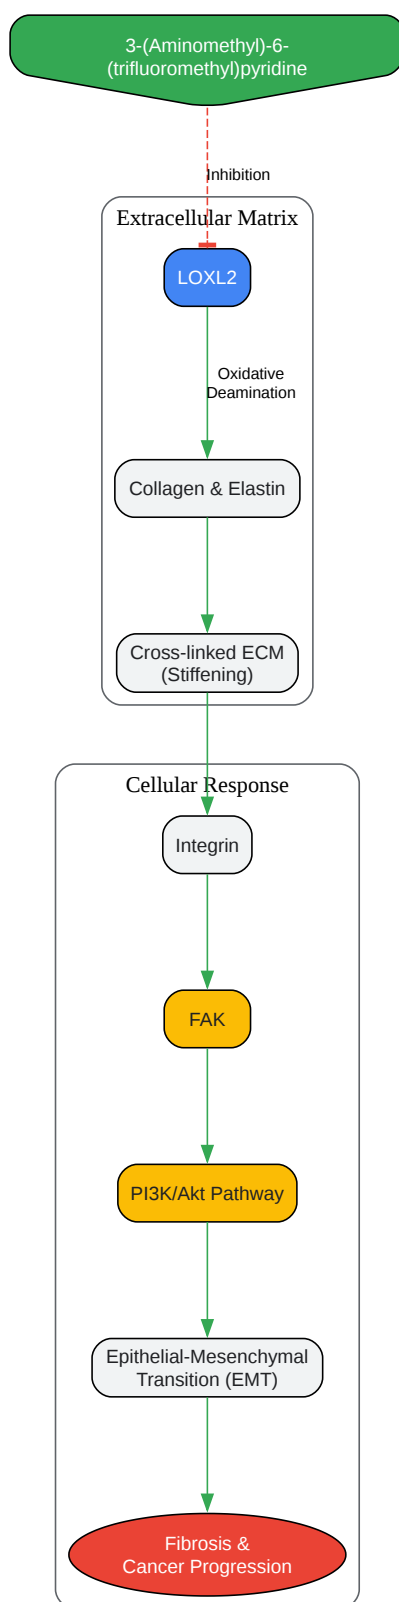 3-(Aminomethyl)-6-
(trifluoromethyl)pyridine
Inhibition
Extracellular Matrix
LOXL2
Oxidative
Deamination
Collagen & Elastin
Cross-linked ECM
(Stiffening)
Cellular Response
Integrin
FAK
PI3K/Akt Pathway
Epithelial-Mesenchymal
Transition (EMT)
Fibrosis &
Cancer Progression